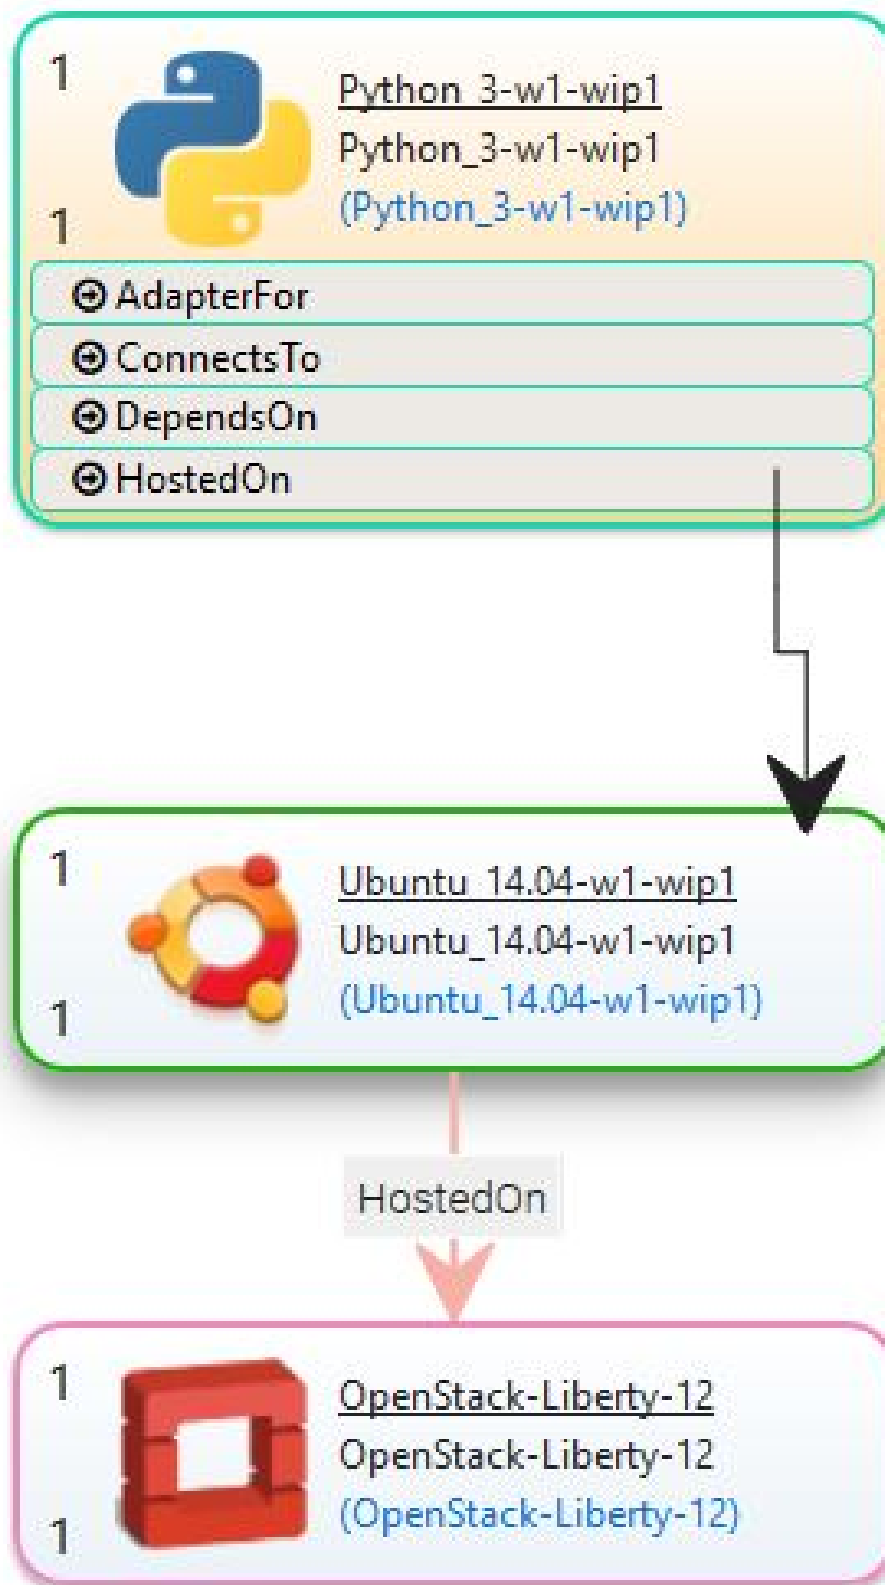 1
Python_3-w1-wip1
Python_3-w1-wip1
(Python_3-w1-wip1)
1
AdapterFor
ConnectsTo
DependsOn
HostedOn
1
Ubuntu_14.04-w1-wip1
Ubuntu_14.04-w1-wip1
(Ubuntu_14.04-w1-wip1)
1
HostedOn
1
OpenStack-Liberty-12
OpenStack-Liberty-12
(OpenStack-Liberty-12)
1